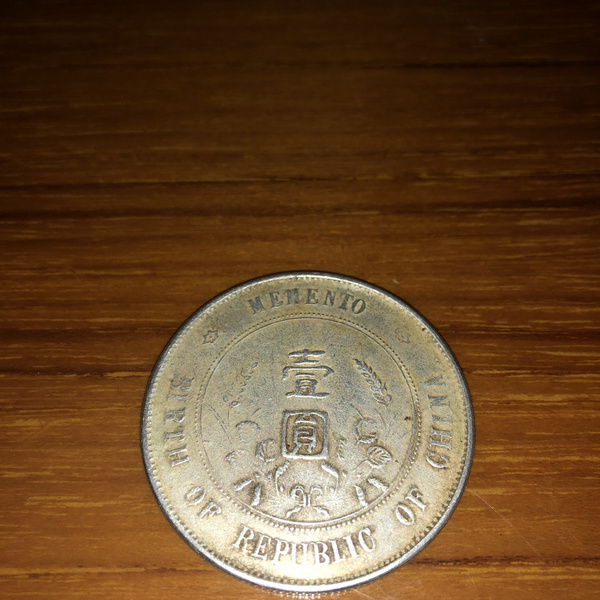 MEMENTO
壹
圓
BIRTH OF REPUBLIC OF CHINA